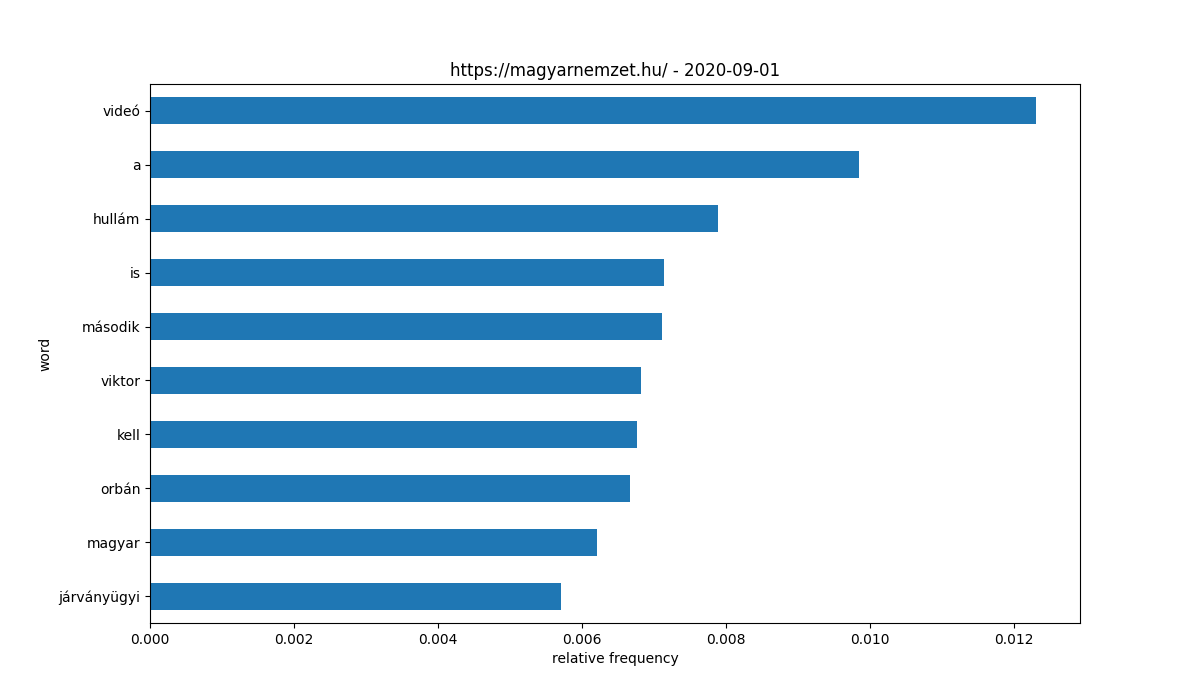 https://magyarnemzet.hu/ - 2020-09-01
videó
a
hullám
is
második
viktor
kell
orbán
magyar
járványügyi
word
0.000 0.002 0.004 0.006 0.008 0.010 0.012
relative frequency